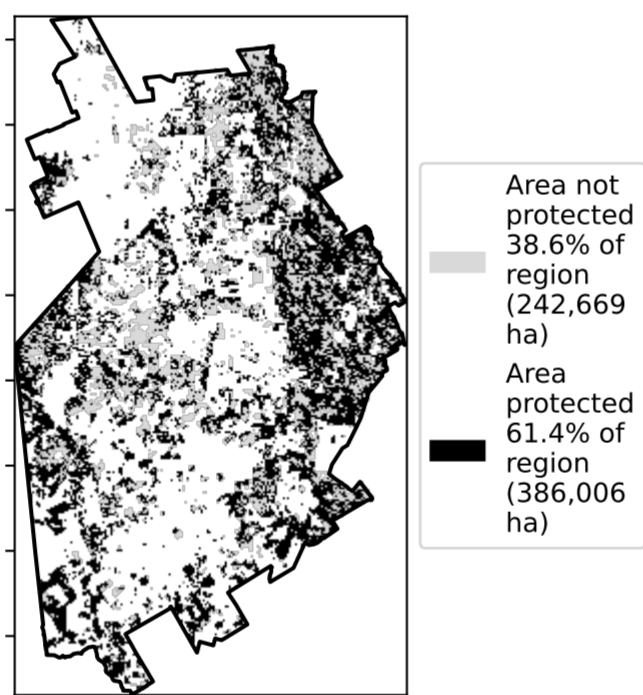 Area not
protected
38.6% of
region
(242,669
ha)
Area
protected
61.4% of
region
(386,006
ha)